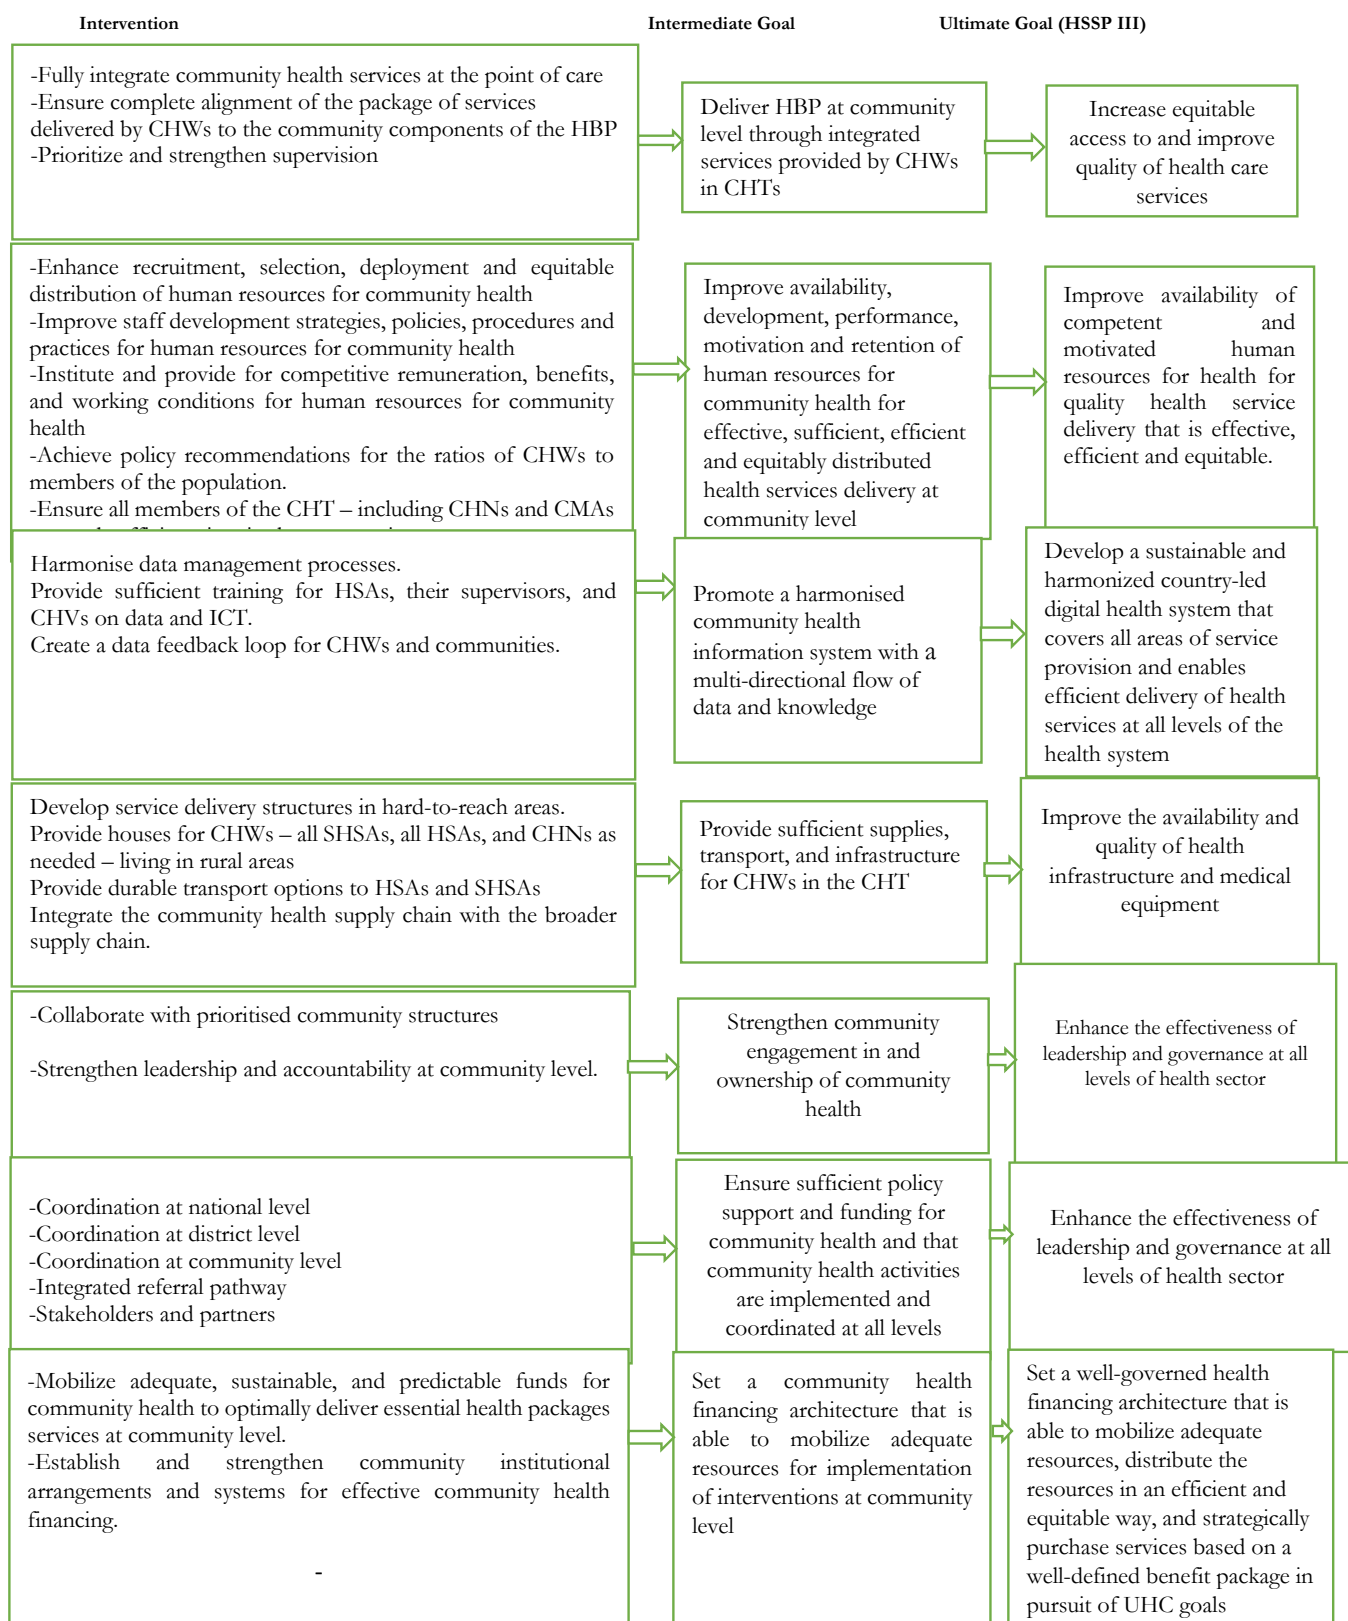 Intervention
Intermediate Goal
Ultimate Goal (HSSP III)
-Fully integrate community health services at the point of care
-Ensure complete alignment of the package of services
delivered by CHWs to the community components of the HBP
-Prioritize and strengthen supervision
Deliver HBP at community
level through integrated
services provided by CHWs
in CHTs
Increase equitable
access to and improve
quality of health care
services
-Enhance recruitment, selection, deployment and equitable
distribution of human resources for community health
-Improve staff development strategies, policies, procedures and
practices for human resources for community health
-Institute and provide for competitive remuneration, benefits,
and working conditions for human resources for community
health
-Achieve policy recommendations for the ratios of CHWs to
members of the population.
-Ensure all members of the CHT – including CHNs and CMAs
Improve availability,
development, performance,
motivation and retention of
human resources for
community health for
effective, sufficient, efficient
and equitably distributed
health services delivery at
community level
Improve availability of
competent and
motivated human
resources for health for
quality health service
delivery that is effective,
efficient and equitable.
Harmonise data management processes.
Provide sufficient training for HSAs, their supervisors, and
CHVs on data and ICT.
Create a data feedback loop for CHWs and communities.
Promote a harmonised
community health
information system with a
multi-directional flow of
data and knowledge
Develop a sustainable and
harmonized country-led
digital health system that
covers all areas of service
provision and enables
efficient delivery of health
services at all levels of the
health system
Develop service delivery structures in hard-to-reach areas.
Provide houses for CHWs – all SHSAs, all HSAs, and CHNs as
needed – living in rural areas
Provide durable transport options to HSAs and SHSAs
Integrate the community health supply chain with the broader
supply chain.
Provide sufficient supplies,
transport, and infrastructure
for CHWs in the CHT
Improve the availability and
quality of health
infrastructure and medical
equipment
-Collaborate with prioritised community structures
-Strengthen leadership and accountability at community level.
Strengthen community
engagement in and
ownership of community
health
Enhance the effectiveness of
leadership and governance at all
levels of health sector
-Coordination at national level
-Coordination at district level
-Coordination at community level
-Integrated referral pathway
-Stakeholders and partners
Ensure sufficient policy
support and funding for
community health and that
community health activities
are implemented and
coordinated at all levels
Enhance the effectiveness of
leadership and governance at all
levels of health sector
-Mobilize adequate, sustainable, and predictable funds for
community health to optimally deliver essential health packages
services at community level.
-Establish and strengthen community institutional
arrangements and systems for effective community health
financing.
-
Set a community health
financing architecture that is
able to mobilize adequate
resources for implementation
of interventions at community
level
Set a well-governed health
financing architecture that is
able to mobilize adequate
resources, distribute the
resources in an efficient and
equitable way, and strategically
purchase services based on a
well-defined benefit package in
pursuit of UHC goals